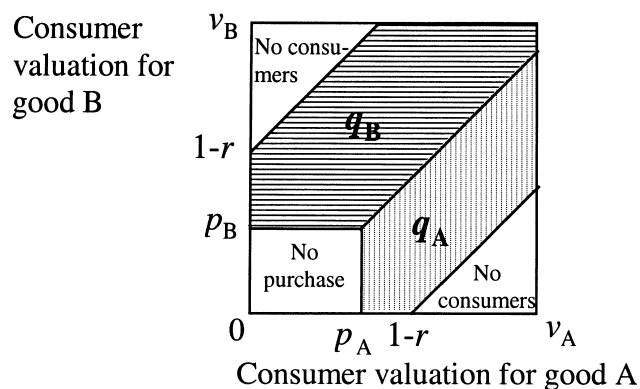 Consumer
valuation for
good B
v_B
No consu-
mers
q_B
1-r
p_B
q_A
No
purchase
No
consumers
0
p_A
1-r
v_A
Consumer valuation for good A